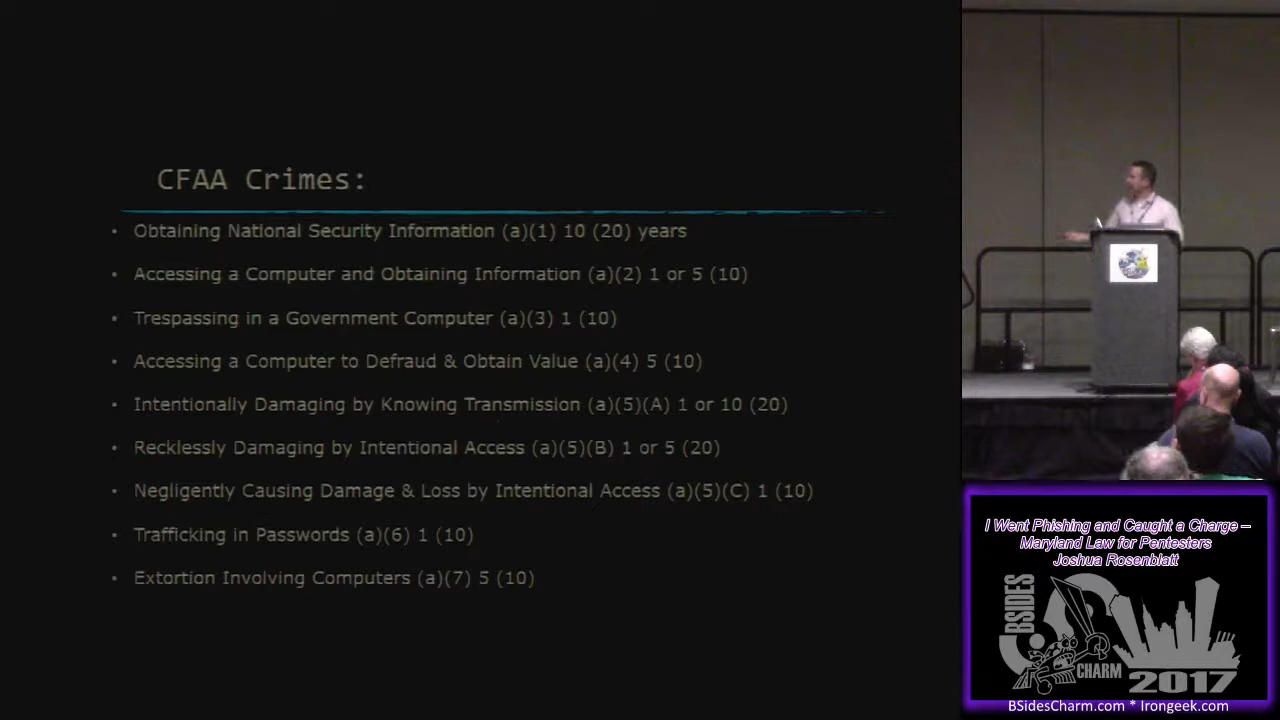 CFAA Crimes:
• Obtaining National Security Information (a)(1) 10 (20) years
• Accessing a Computer and Obtaining Information (a)(2) 1 or 5 (10)
• Trespassing in a Government Computer (a)(3) 1 (10)
• Accessing a Computer to Defraud & Obtain Value (a)(4) 5 (10)
• Intentionally Damaging by Knowing Transmission (a)(5)(A) 1 or 10 (20)
• Recklessly Damaging by Intentional Access (a)(5)(B) 1 or 5 (20)
• Negligently Causing Damage & Loss by Intentional Access (a)(5)(C) 1 (10)
• Trafficking in Passwords (a)(6) 1 (10)
• Extortion Involving Computers (a)(7) 5 (10)
I Went Phishing and Caught a Charge –
Maryland Law for Pentesters
Joshua Rosenblatt
BSIDES
CHARM
2017
BSidesCharm.com * Irongeek.com